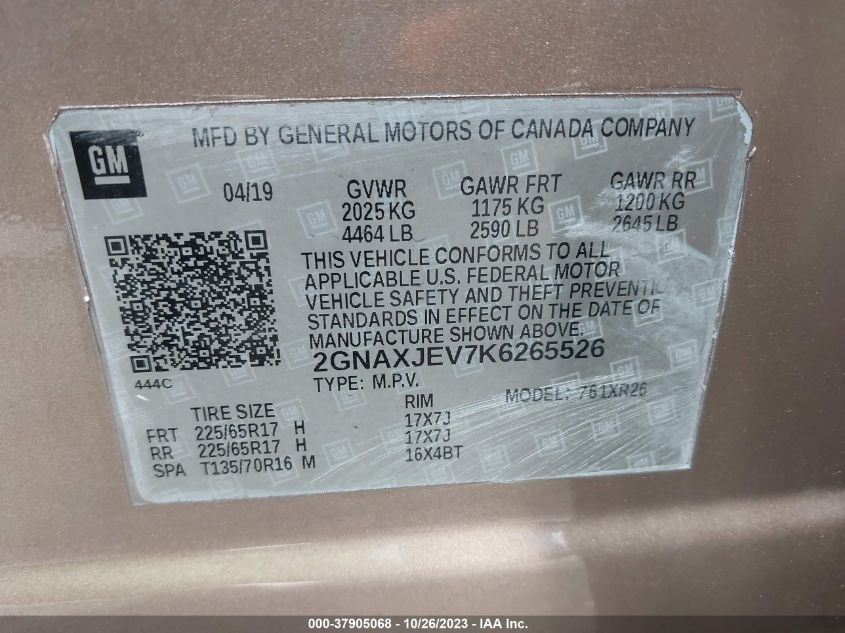 GM
MFD BY GENERAL MOTORS OF CANADA COMPANY
04/19 GVWR GAWR FRT GAWR RR
2025 KG 1175 KG 1200 KG
4464 LB 2590 LB 2645 LB
THIS VEHICLE CONFORMS TO ALL
APPLICABLE U.S. FEDERAL MOTOR
VEHICLE SAFETY AND THEFT PREVENTIO
STANDARDS IN EFFECT ON THE DATE OF
MANUFACTURE SHOWN ABOVE.
2GNAXJEV7K6265526
444C
TYPE: M.P.V. MODEL: 761XR26
TIRE SIZE RIM
FRT 225/65R17 H 17X7J
RR 225/65R17 H 17X7J
SPA T135/70R16 M 16X4BT
000-37905068 - 10/26/2023 - IAA Inc.